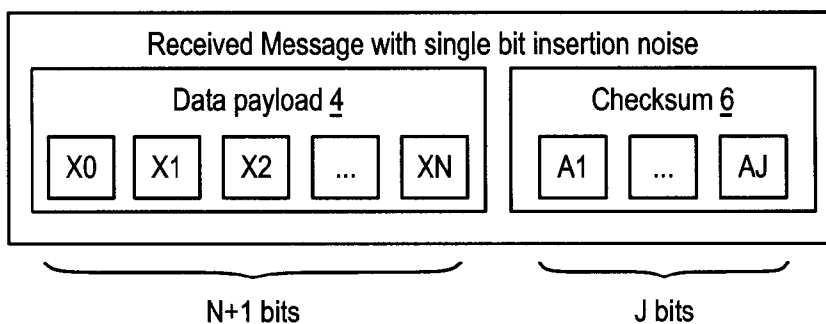 Received Message with single bit insertion noise
Data payload 4 Checksum 6
X0 X1 X2 ... XN A1 ... AJ
N+1 bits J bits